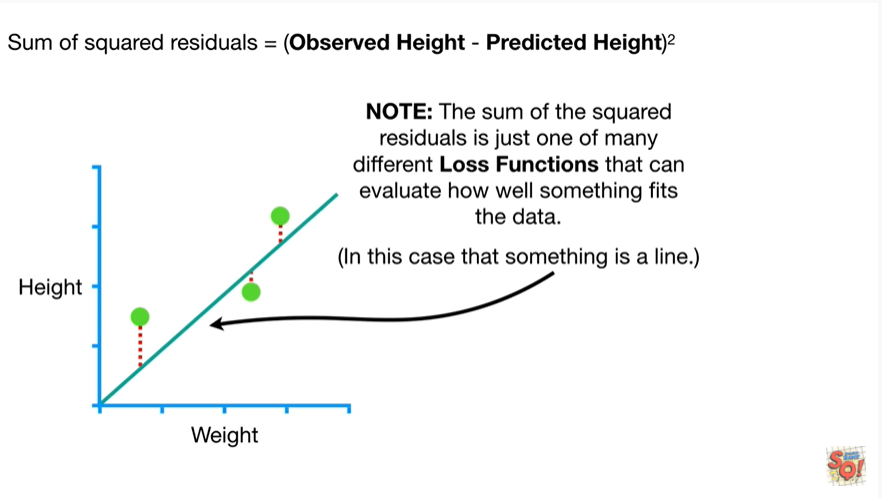 Sum of squared residuals = (Observed Height - Predicted Height)²
NOTE: The sum of the squared
residuals is just one of many
different Loss Functions that can
evaluate how well something fits
the data.
(In this case that something is a line.)
Height
Weight
SO!